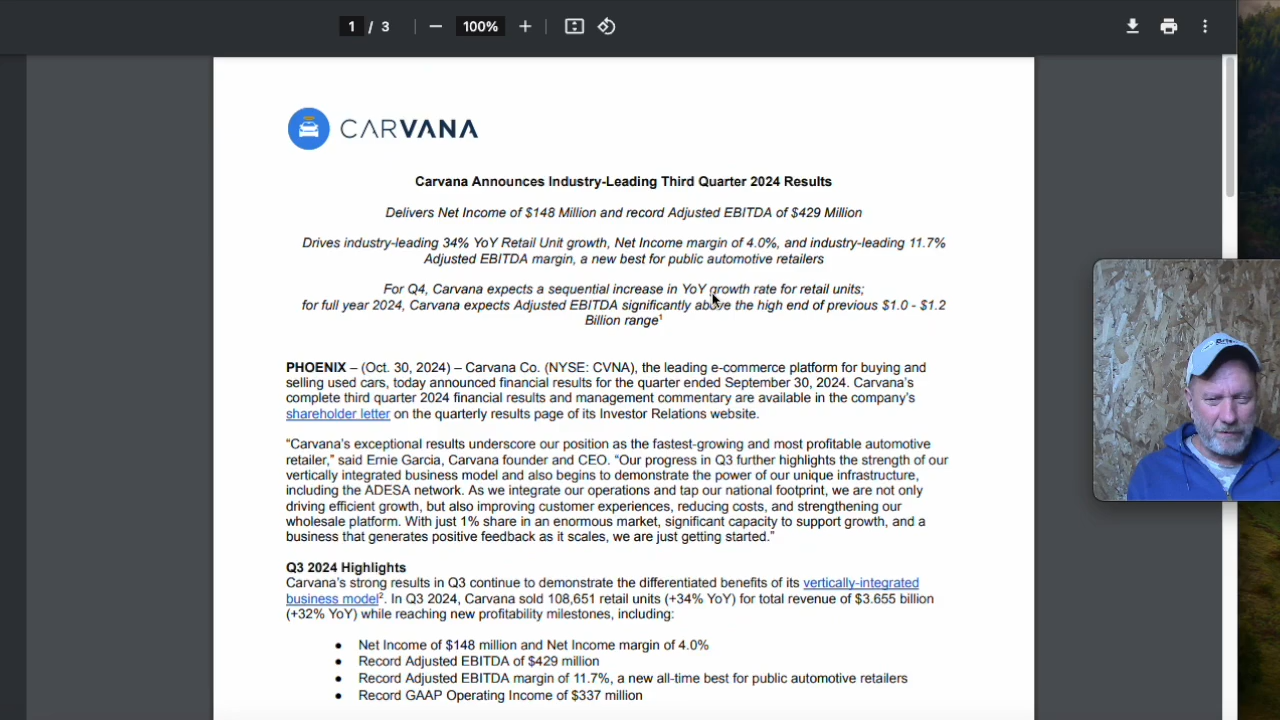 1 / 3
100%
CARVANA
Carvana Announces Industry-Leading Third Quarter 2024 Results
Delivers Net Income of $148 Million and record Adjusted EBITDA of $429 Million
Drives industry-leading 34% YoY Retail Unit growth, Net Income margin of 4.0%, and industry-leading 11.7%
Adjusted EBITDA margin, a new best for public automotive retailers
For Q4, Carvana expects a sequential increase in YoY growth rate for retail units;
for full year 2024, Carvana expects Adjusted EBITDA significantly above the high end of previous $1.0 - $1.2
Billion range¹
PHOENIX – (Oct. 30, 2024) – Carvana Co. (NYSE: CVNA), the leading e-commerce platform for buying and
selling used cars, today announced financial results for the quarter ended September 30, 2024. Carvana's
complete third quarter 2024 financial results and management commentary are available in the company's
shareholder letter on the quarterly results page of its Investor Relations website.
“Carvana's exceptional results underscore our position as the fastest-growing and most profitable automotive
retailer,” said Ernie Garcia, Carvana founder and CEO. “Our progress in Q3 further highlights the strength of our
vertically integrated business model and also begins to demonstrate the power of our unique infrastructure,
including the ADESA network. As we integrate our operations and tap our national footprint, we are not only
driving efficient growth, but also improving customer experiences, reducing costs, and strengthening our
wholesale platform. With just 1% share in an enormous market, significant capacity to support growth, and a
business that generates positive feedback as it scales, we are just getting started.”
Q3 2024 Highlights
Carvana's strong results in Q3 continue to demonstrate the differentiated benefits of its vertically-integrated
business model². In Q3 2024, Carvana sold 108,651 retail units (+34% YoY) for total revenue of $3.655 billion
(+32% YoY) while reaching new profitability milestones, including:
● Net Income of $148 million and Net Income margin of 4.0%
● Record Adjusted EBITDA of $429 million
● Record Adjusted EBITDA margin of 11.7%, a new all-time best for public automotive retailers
● Record GAAP Operating Income of $337 million